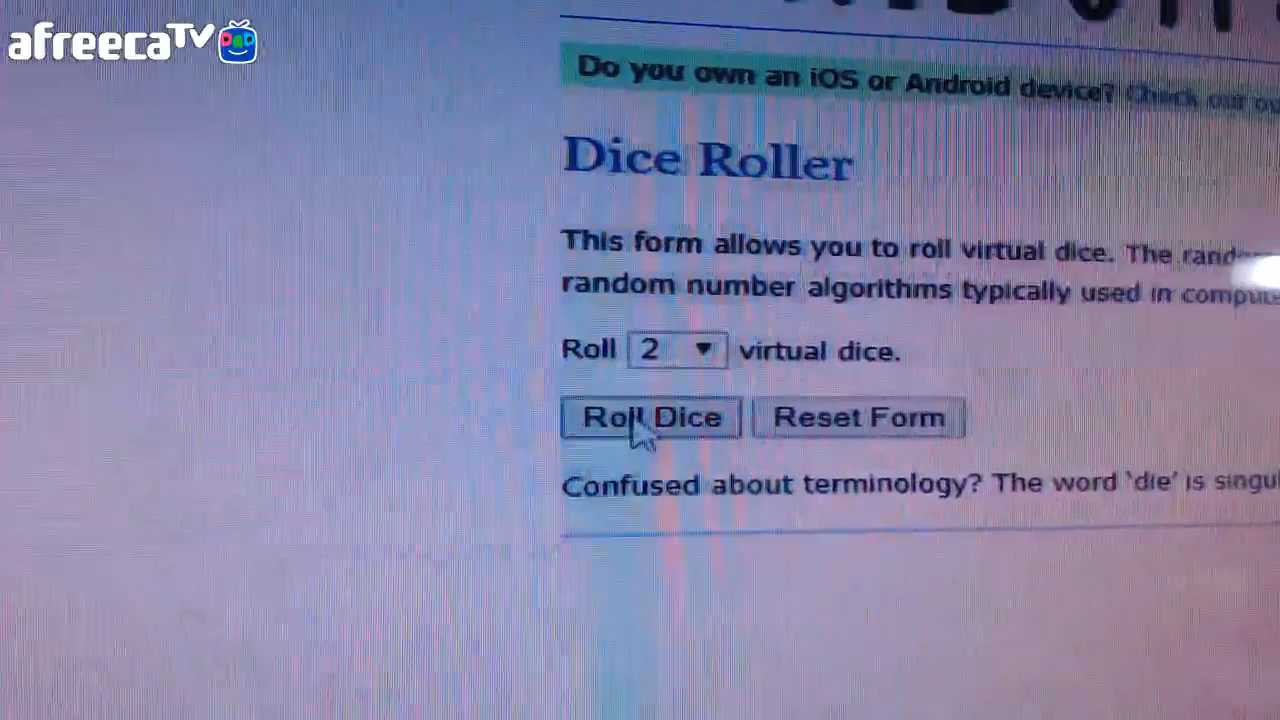 afreecaTV
Do you own an iOS or Android device? Check out
Dice Roller
This form allows you to roll virtual dice. The
random number algorithms typically used in
Roll 2 virtual dice.
Roll Dice Reset Form
Confused about terminology? The word ‘die’ is